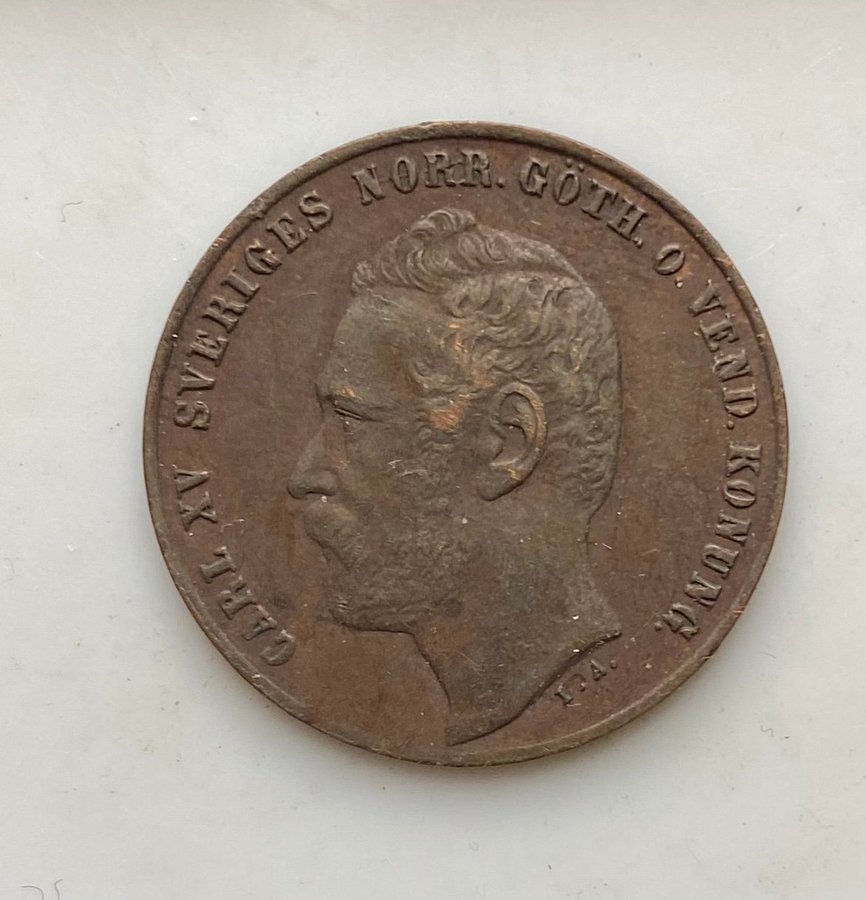 CARL XV SVERIGES NORR. GÖTH. O. VEND. KONUNG.